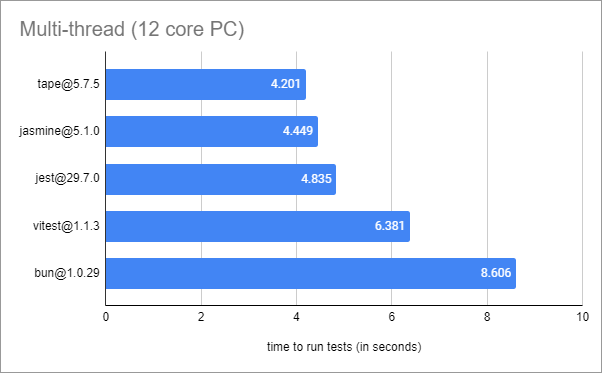 Multi-thread (12 core PC)
tape@5.7.5 4.201
jasmine@5.1.0 4.449
jest@29.7.0 4.835
vitest@1.1.3 6.381
bun@1.0.29 8.606
0 2 4 6 8 10
time to run tests (in seconds)